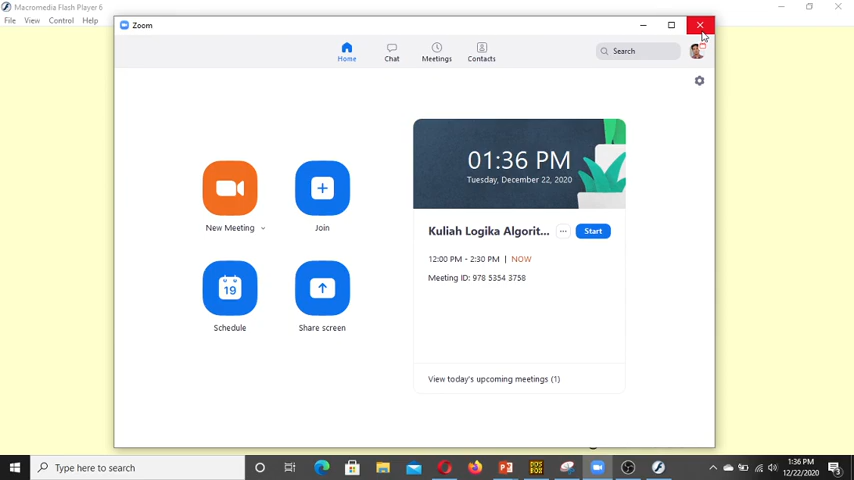 Macromedia Flash Player 6
File View Control Help
Zoom
Home Chat Meetings Contacts
Search
01:36 PM
Tuesday, December 22, 2020
New Meeting
Join
Kuliah Logika Algorit... ... Start
12:00 PM - 2:30 PM | NOW
Meeting ID: 978 5354 3758
19
Schedule
Share screen
View today's upcoming meetings (1)
Type here to search
1:36 PM
12/22/2020
3